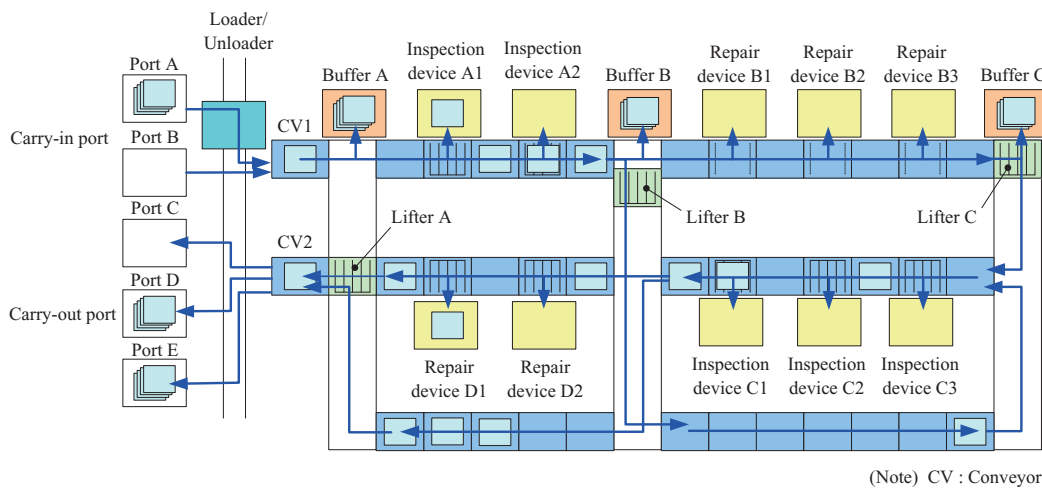 Loader/
Unloader
Port A
Carry-in port
Port B
Port C
Port D
Carry-out port
Port E
CV1
CV2
Buffer A
Inspection
device A1
Inspection
device A2
Buffer B
Repair
device B1
Repair
device B2
Repair
device B3
Buffer C
Lifter A
Lifter B
Lifter C
Repair
device D1
Repair
device D2
Inspection
device C1
Inspection
device C2
Inspection
device C3
(Note) CV : Conveyor